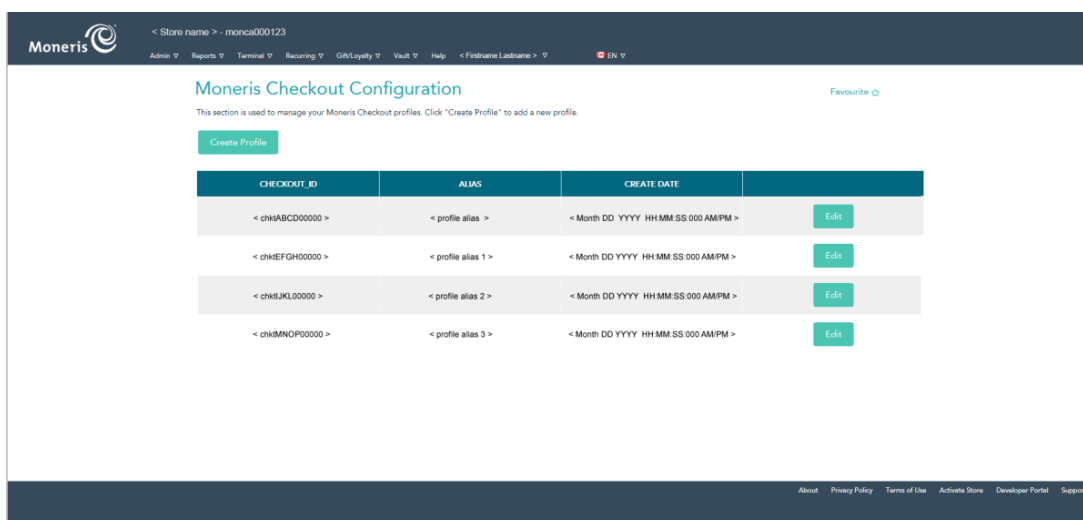 < Store name > - monca000123
Moneris
Admin ▽ Reports ▽ Terminal ▽ Recurring ▽ Gift/Loyalty ▽ Vault ▽ Help < Firstname Lastname > ▽ EN ▽
Moneris Checkout Configuration
Favourite ☆
This section is used to manage your Moneris Checkout profiles. Click "Create Profile" to add a new profile.
Create Profile
CHECKOUT_ID ALIAS CREATE DATE
< chktABCD00000 > < profile alias > < Month DD YYYY HH:MM:SS:000 AM/PM > Edit
< chktEFGH00000 > < profile alias 1 > < Month DD YYYY HH:MM:SS:000 AM/PM > Edit
< chktIJKL00000 > < profile alias 2 > < Month DD YYYY HH:MM:SS:000 AM/PM > Edit
< chktMNOP00000 > < profile alias 3 > < Month DD YYYY HH:MM:SS:000 AM/PM > Edit
About Privacy Policy Terms of Use Activate Store Developer Portal Suppor